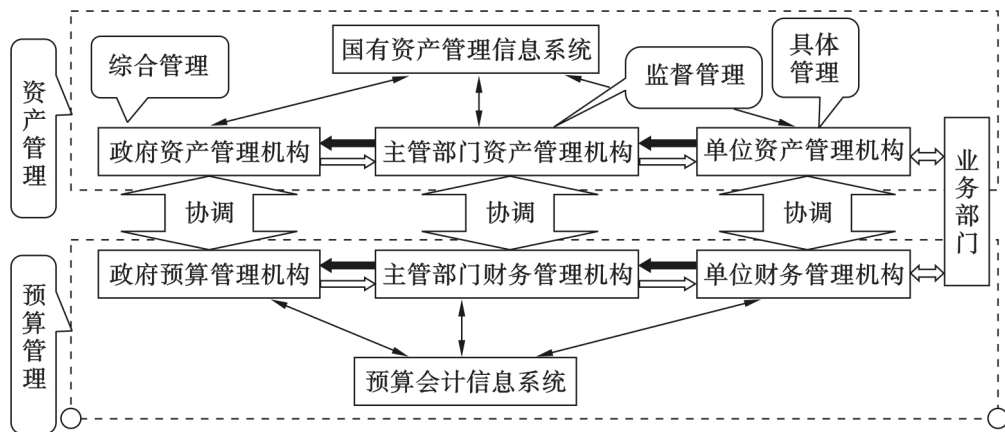 国有资产管理信息系统
综合管理
监督管理
具体
管理
资产管理
政府资产管理机构
主管部门资产管理机构
单位资产管理机构
业务部门
协调
协调
协调
预算管理
政府预算管理机构
主管部门财务管理机构
单位财务管理机构
预算会计信息系统